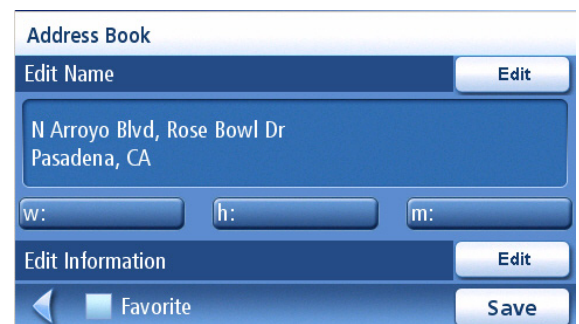 Address Book
Edit Name Edit
N Arroyo Blvd, Rose Bowl Dr
Pasadena, CA
w: h: m:
Edit Information Edit
Favorite Save